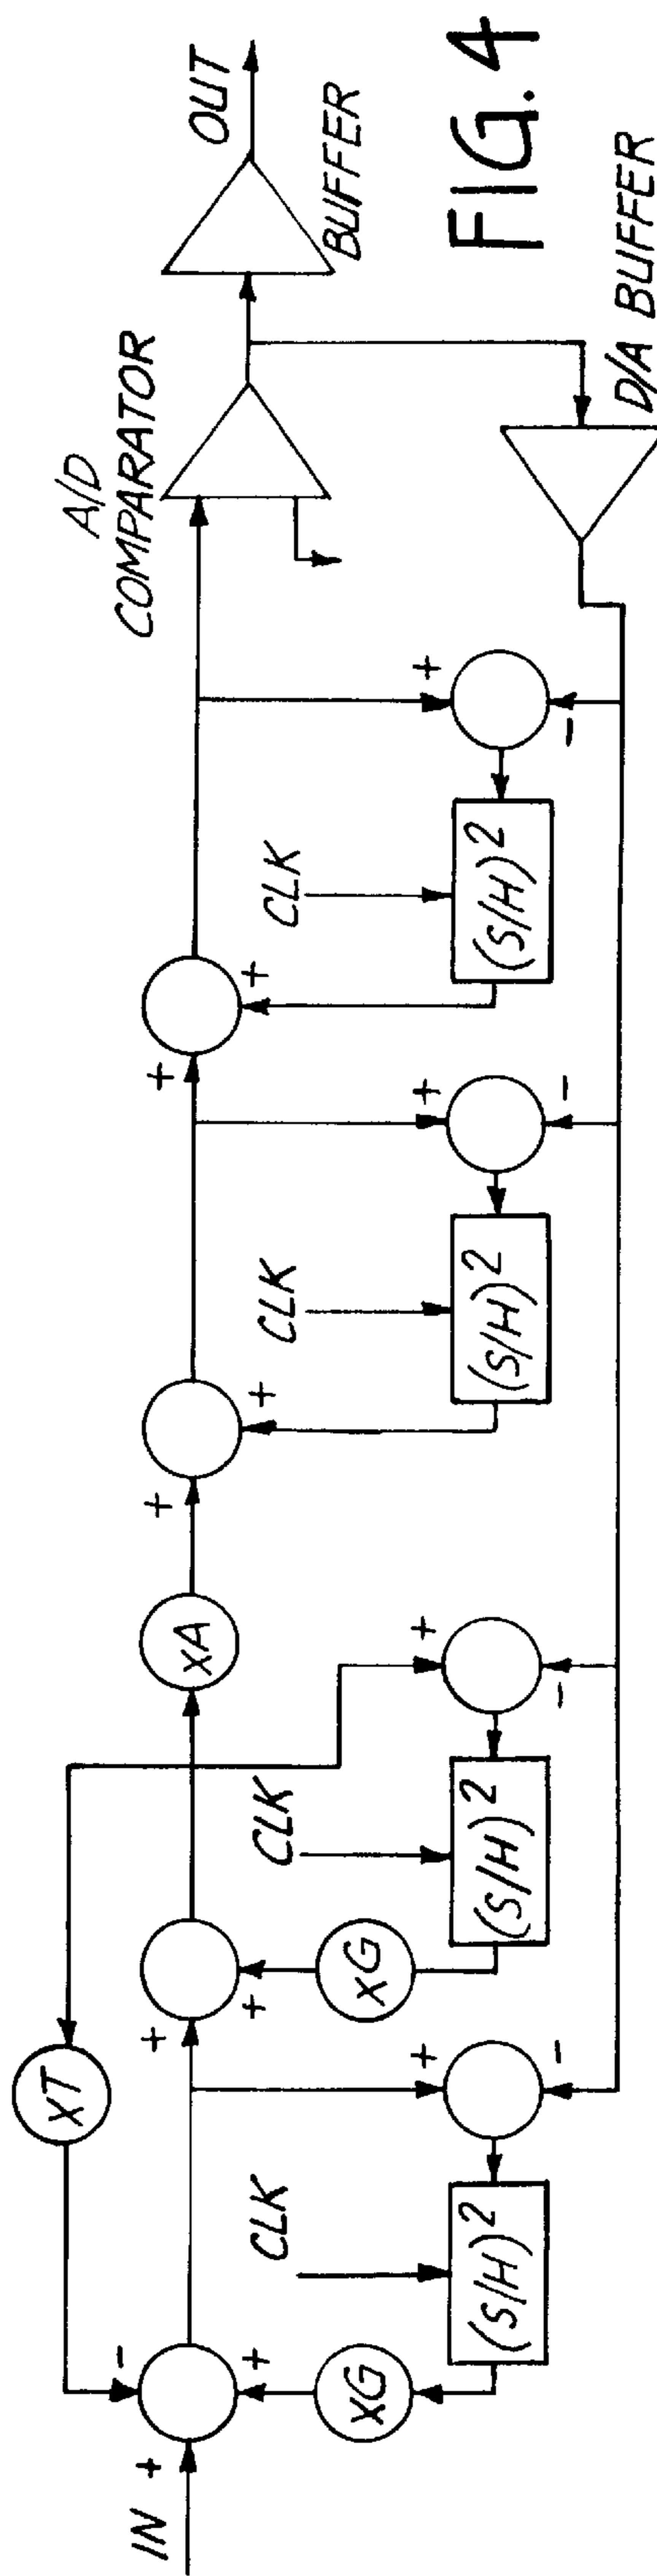 IN
+
-
+
xT
xG
(S/H)²
CLK
+
-
+
+
xG
(S/H)²
CLK
+
-
xA
+
+
(S/H)²
CLK
+
-
+
+
(S/H)²
CLK
+
-
A/D
COMPARATOR
OUT
BUFFER
D/A BUFFER
FIG. 4